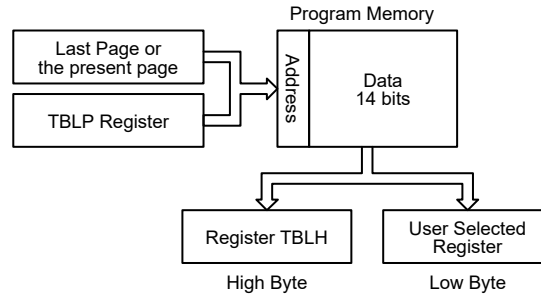 Program Memory
Last Page or
the present page
TBLP Register
Address
Data
14 bits
Register TBLH
User Selected
Register
High Byte
Low Byte